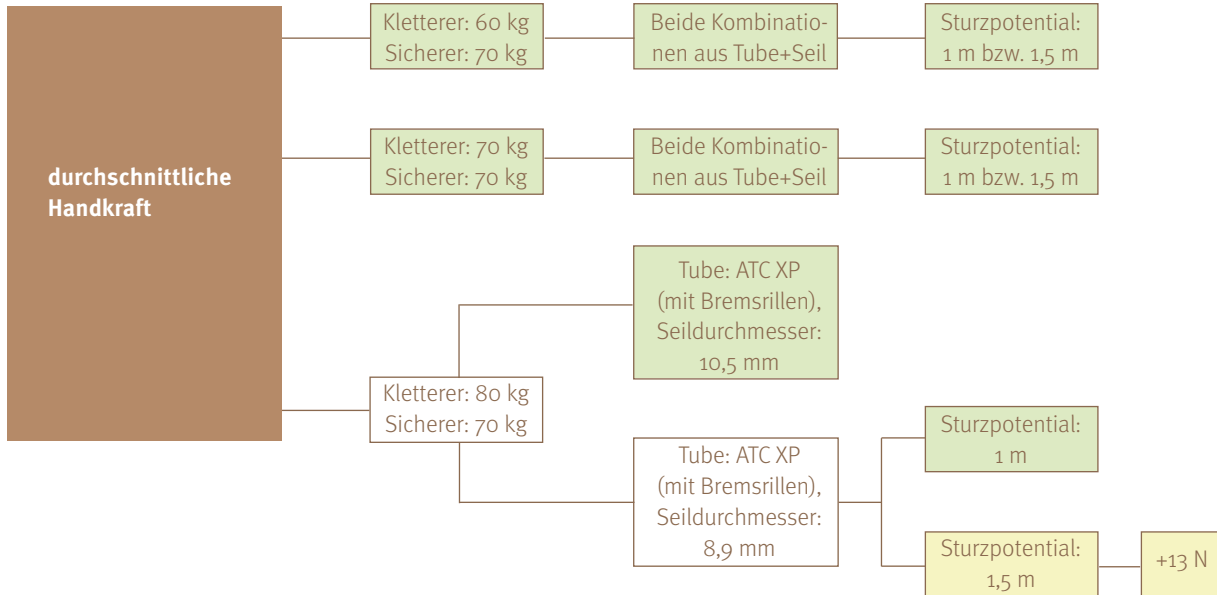 durchschnittliche
Handkraft
Kletterer: 60 kg
Sicherer: 70 kg
Beide Kombinatio-
nen aus Tube+Seil
Sturzpotential:
1 m bzw. 1,5 m
Kletterer: 70 kg
Sicherer: 70 kg
Beide Kombinatio-
nen aus Tube+Seil
Sturzpotential:
1 m bzw. 1,5 m
Kletterer: 80 kg
Sicherer: 70 kg
Tube: ATC XP
(mit Bremsrillen),
Seildurchmesser:
10,5 mm
Tube: ATC XP
(mit Bremsrillen),
Seildurchmesser:
8,9 mm
Sturzpotential:
1 m
Sturzpotential:
1,5 m
+13 N